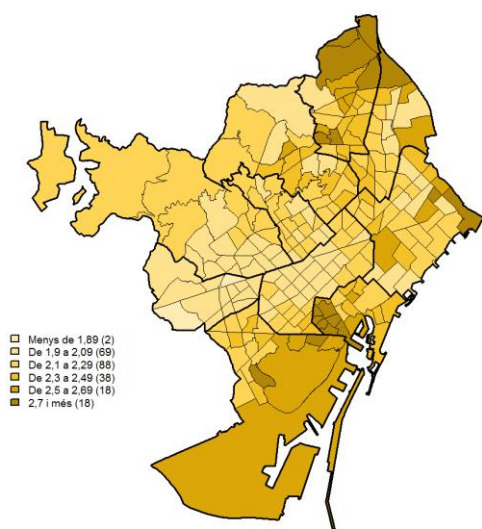 Menys de 1,89 (2)
De 1,9 a 2,09 (69)
De 2,1 a 2,29 (88)
De 2,3 a 2,49 (38)
De 2,5 a 2,69 (18)
2,7 i més (18)